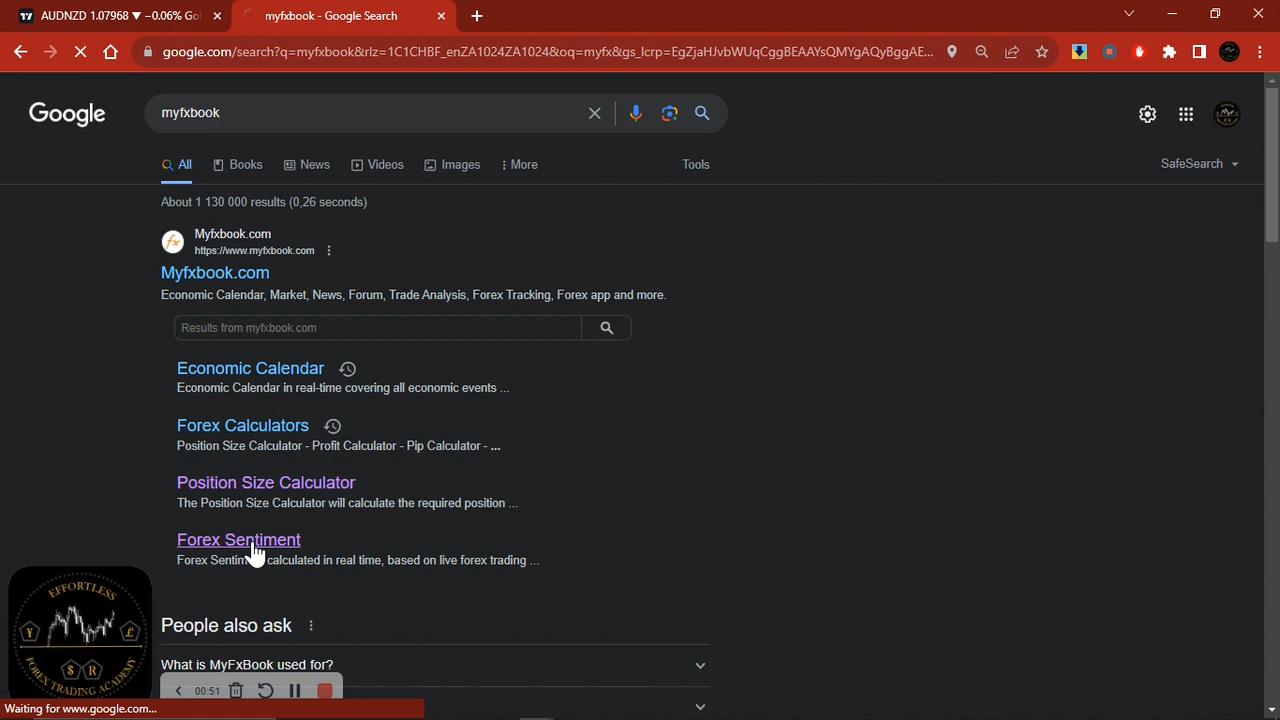 AUDNZD 1.07968 ▼ −0.06% Gol
myfxbook - Google Search
google.com/search?q=myfxbook&rlz=1C1CHBF_enZA1024ZA1024&oq=myfx&gs_lcrp=EgZjaHJvbWUqCggBEAAYsQMYgAQyBggAE...
Google
myfxbook
All
Books
News
Videos
Images
More
Tools
SafeSearch
About 1 130 000 results (0,26 seconds)
Myfxbook.com
https://www.myfxbook.com
Myfxbook.com
Economic Calendar, Market, News, Forum, Trade Analysis, Forex Tracking, Forex app and more.
Results from myfxbook.com
Economic Calendar
Economic Calendar in real-time covering all economic events ...
Forex Calculators
Position Size Calculator - Profit Calculator - Pip Calculator - ...
Position Size Calculator
The Position Size Calculator will calculate the required position ...
Forex Sentiment
Forex calculated in real time, based on live forex trading ...
EFFORTLESS
Y £
$ R
FOREX TRADING ACADEMY
People also ask
What is MyFxBook used for?
00:51
Waiting for www.google.com...